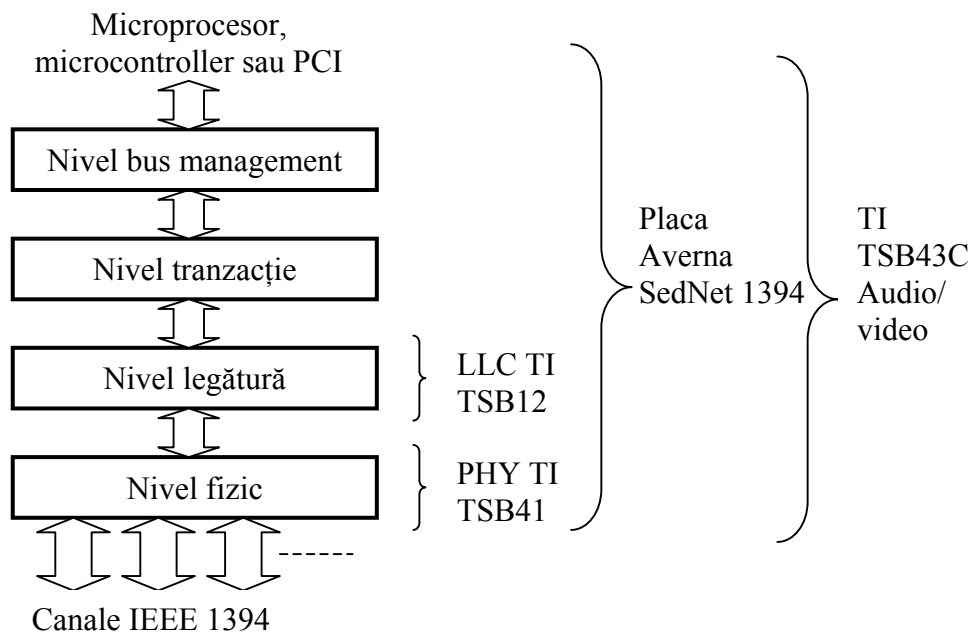 Microprocesor,
microcontroller sau PCI
Nivel bus management
Nivel tranzacție
Nivel legătură
Nivel fizic
Canale IEEE 1394
LLC TI
TSB12
PHY TI
TSB41
Placa
Averna
SedNet 1394
TI
TSB43C
Audio/
video